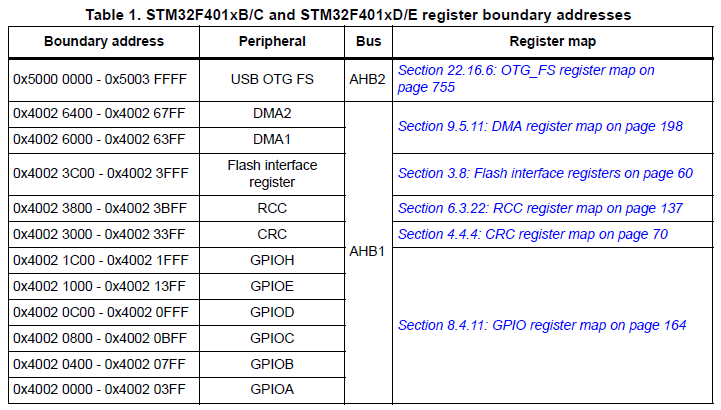 Table 1. STM32F401xB/C and STM32F401xD/E register boundary addresses
Boundary address Peripheral Bus Register map
0x5000 0000 - 0x5003 FFFF USB OTG FS AHB2 Section 22.16.6: OTG_FS register map on
page 755
0x4002 6400 - 0x4002 67FF DMA2
Section 9.5.11: DMA register map on page 198
0x4002 6000 - 0x4002 63FF DMA1
0x4002 3C00 - 0x4002 3FFF Flash interface
register
Section 3.8: Flash interface registers on page 60
0x4002 3800 - 0x4002 3BFF RCC Section 6.3.22: RCC register map on page 137
0x4002 3000 - 0x4002 33FF CRC Section 4.4.4: CRC register map on page 70
AHB1
0x4002 1C00 - 0x4002 1FFF GPIOH
0x4002 1000 - 0x4002 13FF GPIOE
0x4002 0C00 - 0x4002 0FFF GPIOD
Section 8.4.11: GPIO register map on page 164
0x4002 0800 - 0x4002 0BFF GPIOC
0x4002 0400 - 0x4002 07FF GPIOB
0x4002 0000 - 0x4002 03FF GPIOA